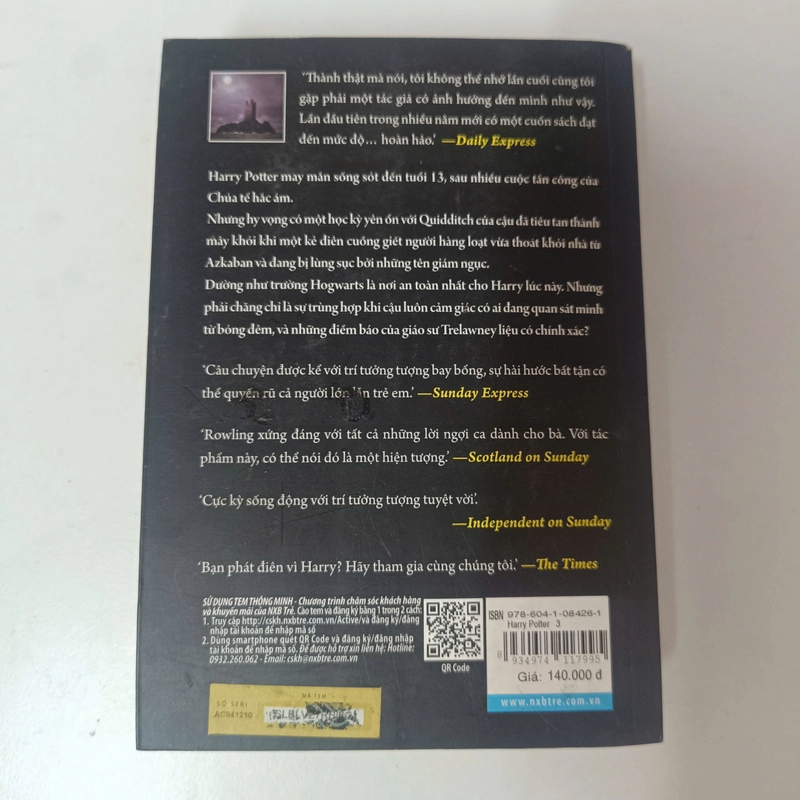 ‘Thành thật mà nói, tôi không thể nhớ lần cuối cùng tôi
gặp phải một tác giả có ảnh hưởng đến mình như vậy.
Lần đầu tiên trong nhiều năm mới có một cuốn sách đạt
đến mức độ... hoàn hảo.’ —Daily Express
Harry Potter may mắn sống sót đến tuổi 13, sau nhiều cuộc tấn công của
Chúa tể hắc ám.
Nhưng hy vọng có một học kỳ yên ổn với Quidditch của cậu đã tiêu tan thành
mây khói khi một kẻ điên cuồng giết người hàng loạt vừa thoát khỏi nhà tù
Azkaban và đang bị lùng sục bởi những tên giám ngục.
Dường như trường Hogwarts là nơi an toàn nhất cho Harry lúc này. Nhưng
phải chăng chỉ là sự trùng hợp khi cậu luôn cảm giác có ai đang quan sát mình
từ bóng đêm, và những điềm báo của giáo sư Trelawney liệu có chính xác?
‘Câu chuyện được kể với trí tưởng tượng bay bổng, sự hài hước bất tận có
thể quyến rũ cả người lớn lẫn trẻ em.’ —Sunday Express
‘Rowling xứng đáng với tất cả những lời ngợi ca dành cho bà. Với tác
phẩm này, có thể nói đó là một hiện tượng.’ —Scotland on Sunday
‘Cực kỳ sống động với trí tưởng tượng tuyệt vời’.
—Independent on Sunday
‘Bạn phát điên vì Harry? Hãy tham gia cùng chúng tôi.’ —The Times
SỬ DỤNG TEM THÔNG MINH - Chương trình chăm sóc khách hàng
và khuyến mãi của NXB Trẻ. Cào tem và đăng ký bằng 1 trong 2 cách:
1. Truy cập http://cskh.nxbtre.com.vn/Active/và đăng ký/đăng
nhập tài khoản để nhập mã số
2. Dùng smartphone quét QR Code và đăng ký/đăng nhập
tài khoản để nhập mã số. Để được hỗ trợ xin liên hệ: Hotline:
0932.260.062 - Email: cskh@nxbtre.com.vn
QR Code
ISBN 978-604-1-08426-1
Harry Potter 3
8 934974 117995
Giá: 140.000 đ
www.nxbtre.com.vn
SỐ SERI
AC841210
MÃ TEM